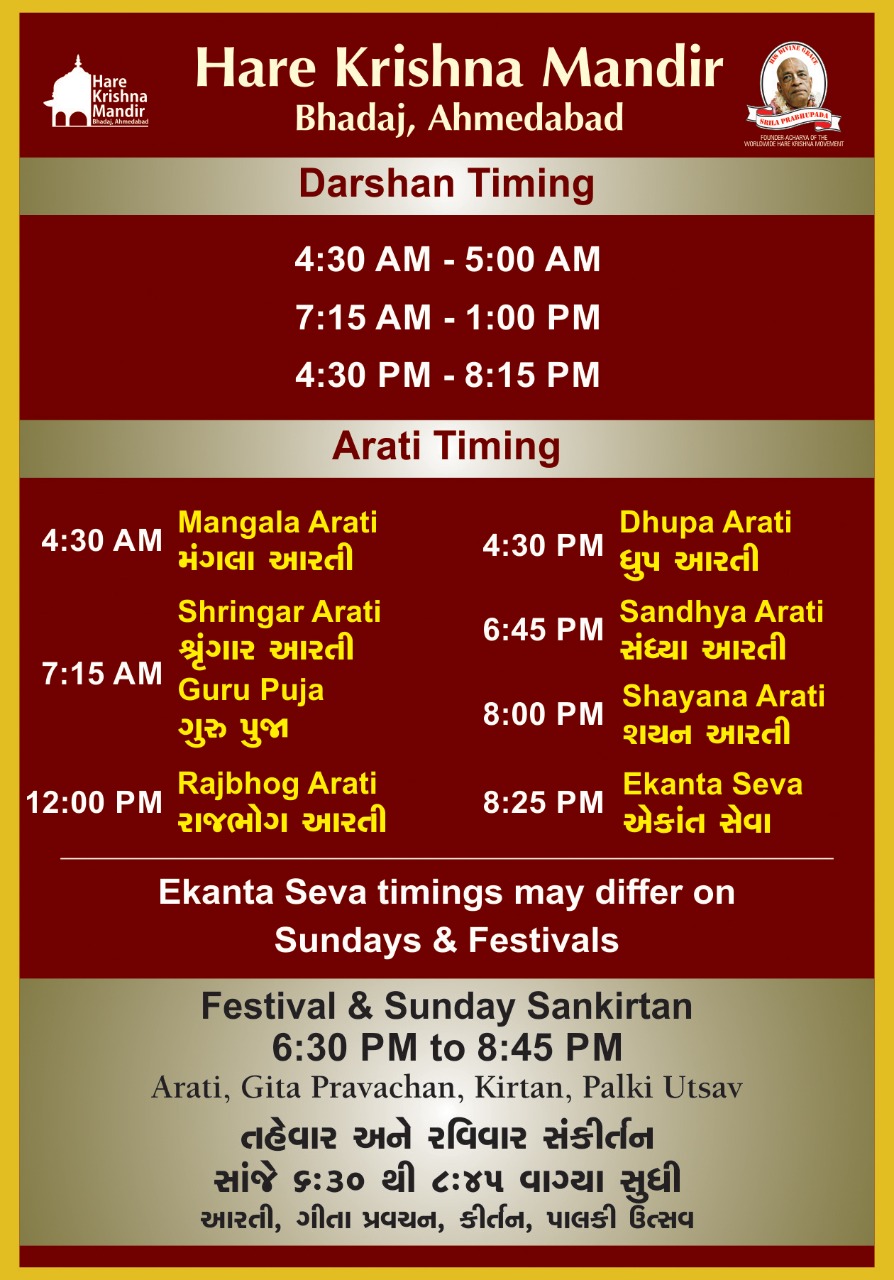 Hare
Krishna
Mandir
Bhadaj, Ahmedabad
Hare Krishna Mandir
Bhadaj, Ahmedabad
HIS DIVINE GRACE
SRILA PRABHUPADA
FOUNDER-ACHARYA OF THE
WORLDWIDE HARE KRISHNA MOVEMENT
Darshan Timing
4:30 AM - 5:00 AM
7:15 AM - 1:00 PM
4:30 PM - 8:15 PM
Arati Timing
4:30 AM
Mangala Arati
મંગલા આરતી
7:15 AM
Shringar Arati
શ્રૃંગાર આરતી
Guru Puja
ગુરુ પુજા
12:00 PM
Rajbhog Arati
રાજભોગ આરતી
4:30 PM
Dhupa Arati
ધુપ આરતી
6:45 PM
Sandhya Arati
સંધ્યા આરતી
8:00 PM
Shayana Arati
શયન આરતી
8:25 PM
Ekanta Seva
એકાંત સેવા
Ekanta Seva timings may differ on
Sundays & Festivals
Festival & Sunday Sankirtan
6:30 PM to 8:45 PM
Arati, Gita Pravachan, Kirtan, Palki Utsav
તહેવાર અને રવિવાર સંકીર્તન
સાંજે ૬:૩૦ થી ૮:૪૫ વાગ્યા સુધી
આરતી, ગીતા પ્રવચન, કીર્તન, પાલકી ઉત્સવ